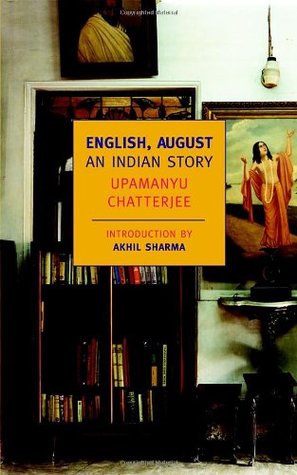 ENGLISH, AUGUST
AN INDIAN STORY
UPAMANYU
CHATTERJEE
INTRODUCTION BY
AKHIL SHARMA